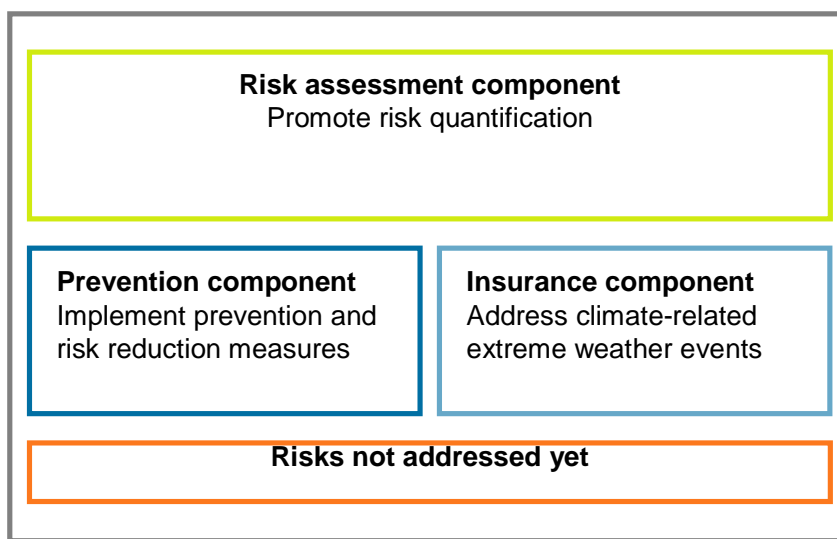 Risk assessment component
Promote risk quantification
Prevention component
Implement prevention and
risk reduction measures
Insurance component
Address climate-related
extreme weather events
Risks not addressed yet